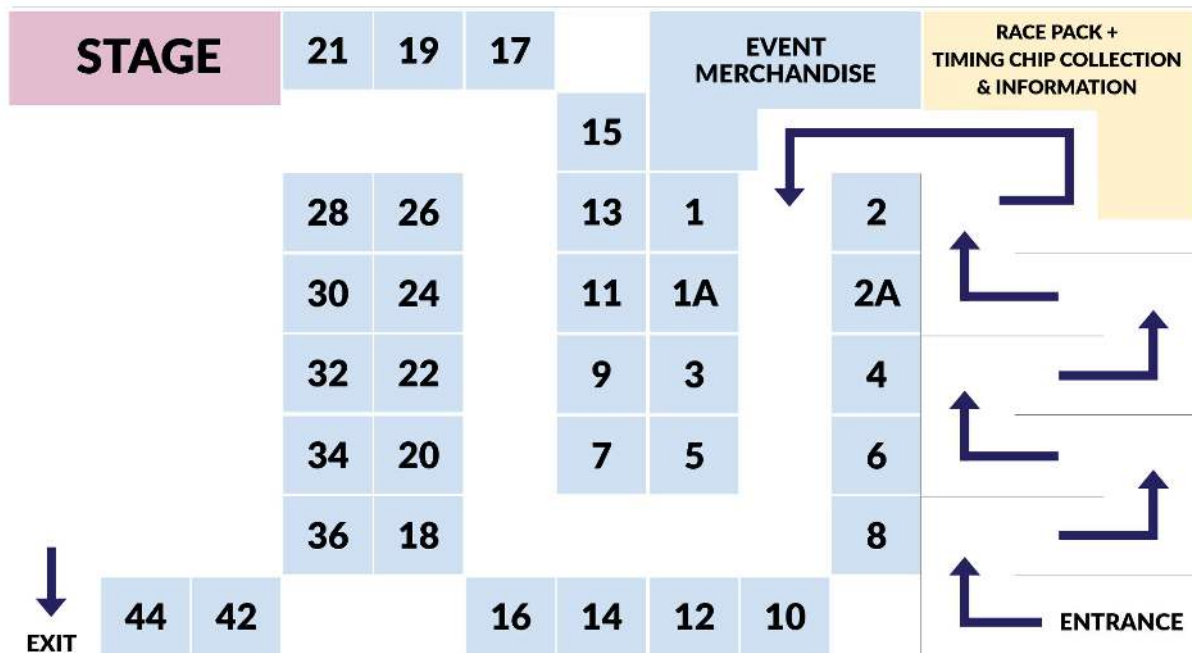 STAGE 21 19 17 EVENT MERCHANDISE RACE PACK +
TIMING CHIP COLLECTION
& INFORMATION
15
28 26 13 1 2
30 24 11 1A 2A
32 22 9 3 4
34 20 7 5 6
36 18 8
44 42 16 14 12 10 ENTRANCE
EXIT